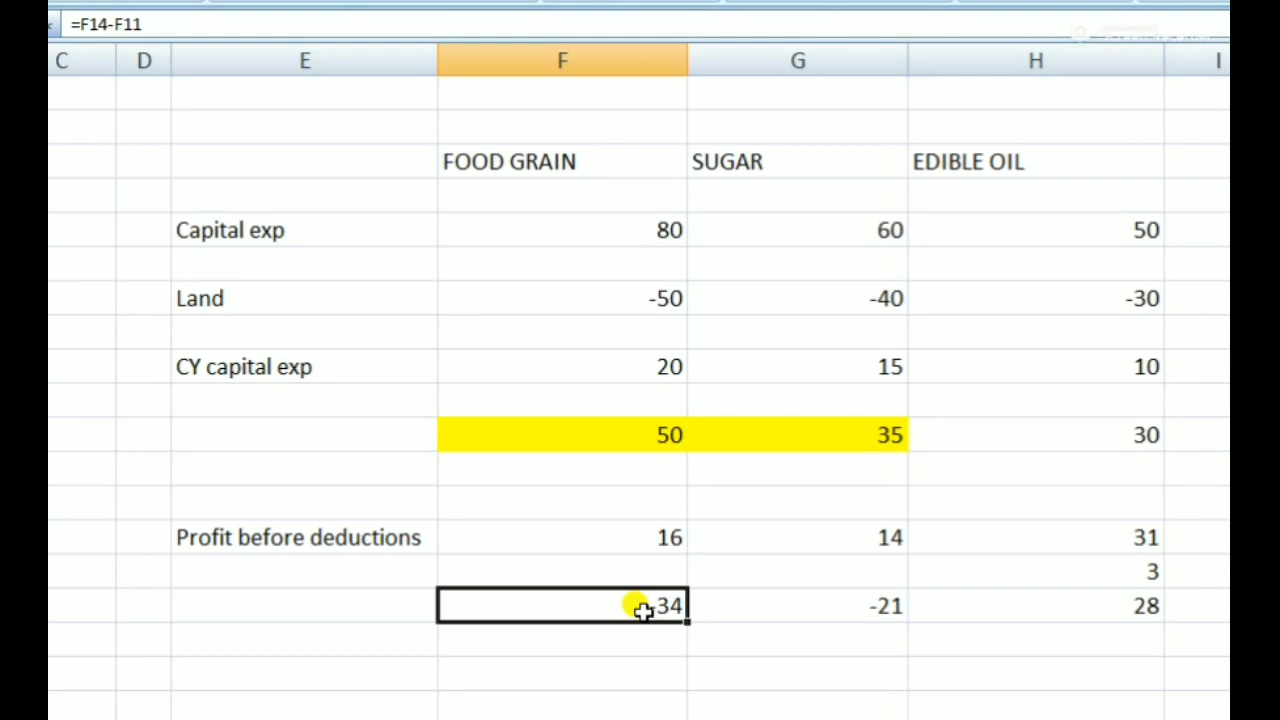 =F14-F11
C D E F G H I
FOOD GRAIN SUGAR EDIBLE OIL
Capital exp 80 60 50
Land -50 -40 -30
CY capital exp 20 15 10
50 35 30
Profit before deductions 16 14 31
3
-34 -21 28